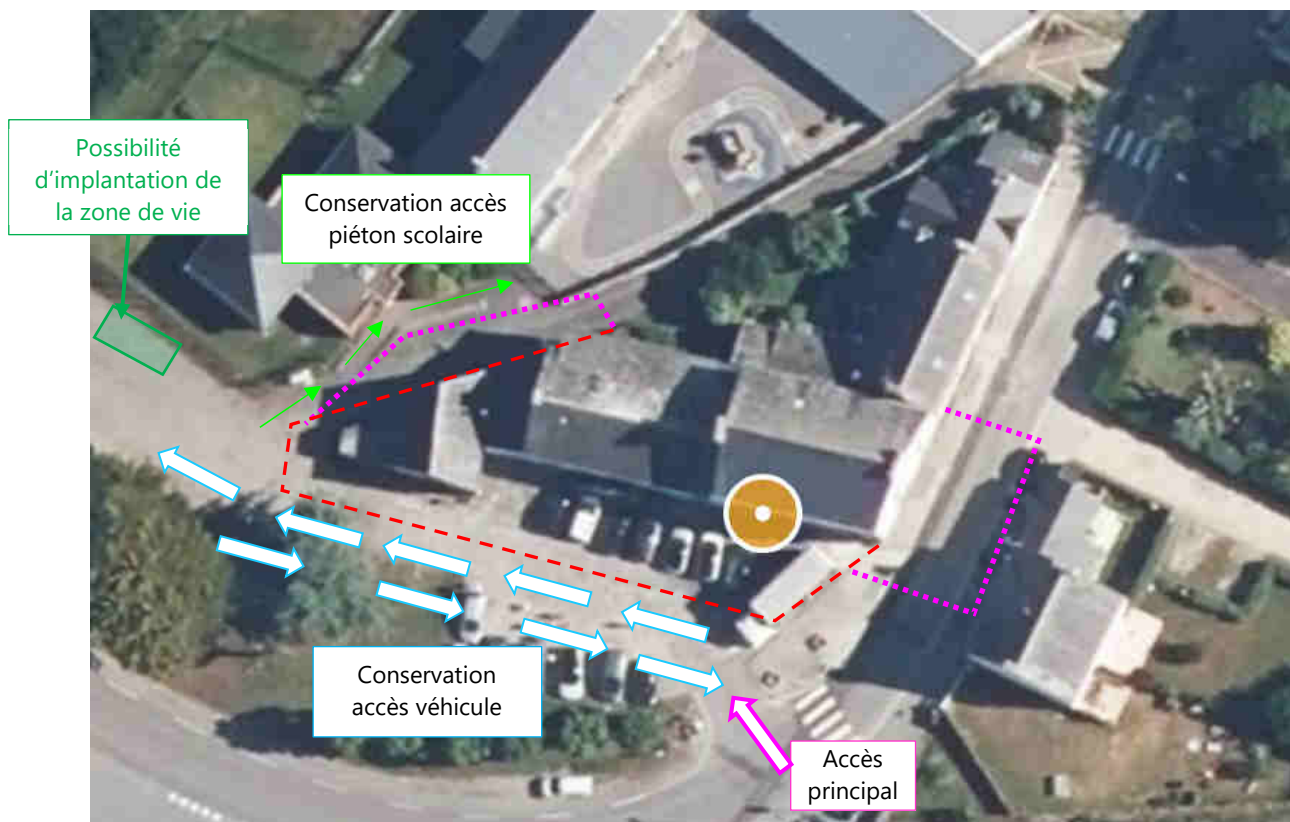 Possibilité
d'implantation de
la zone de vie
Conservation accès
piéton scolaire
Conservation
accès véhicule
Accès
principal